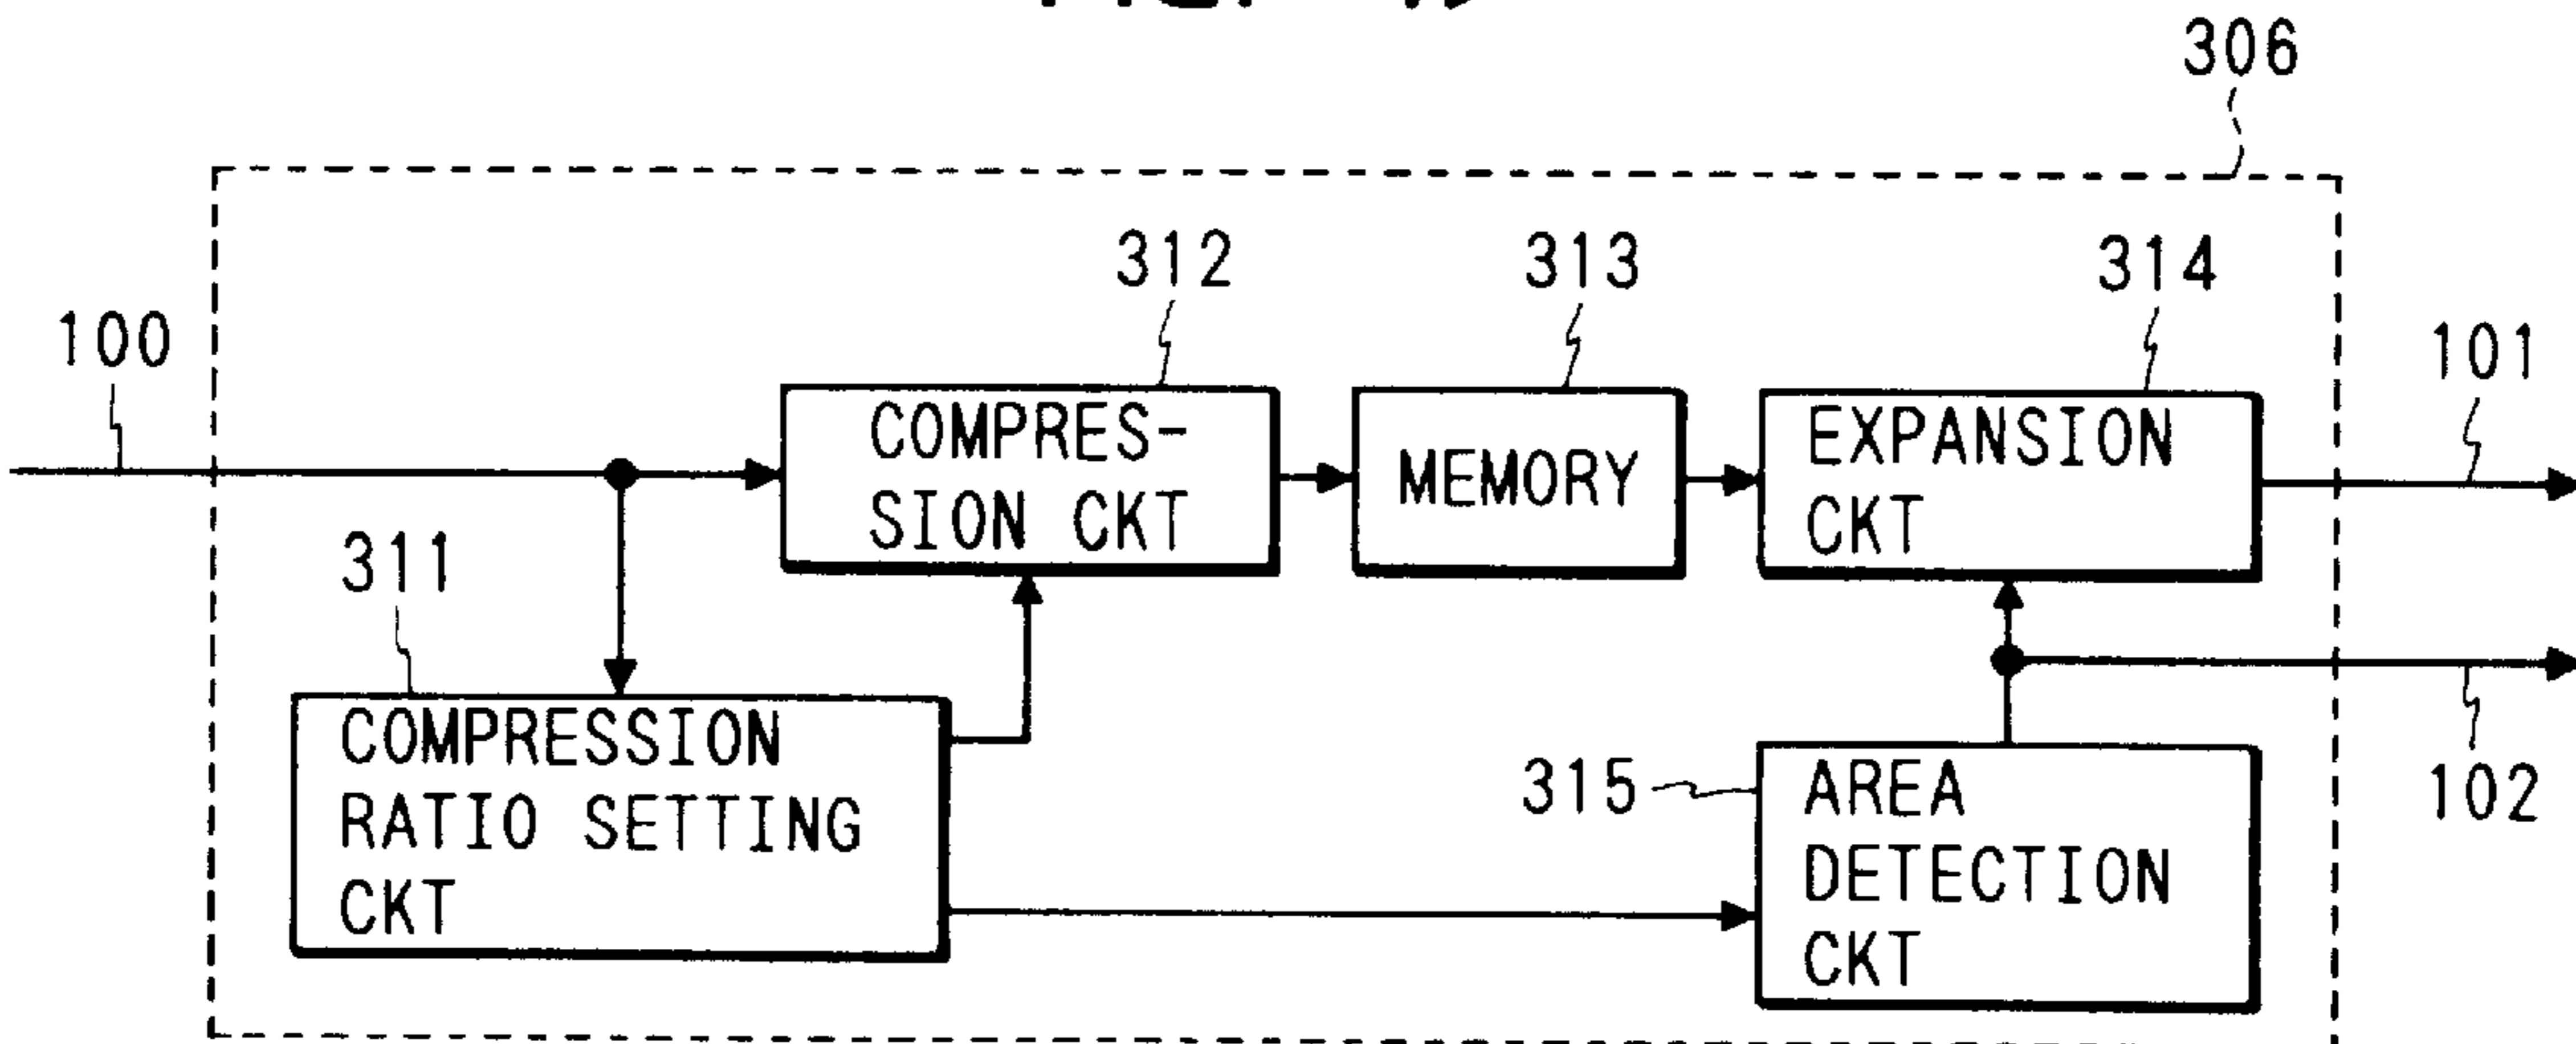 306
312
313
314
100
101
COMPRES-
SION CKT
MEMORY
EXPANSION
CKT
311
COMPRESSION
RATIO SETTING
CKT
315
AREA
DETECTION
CKT
102